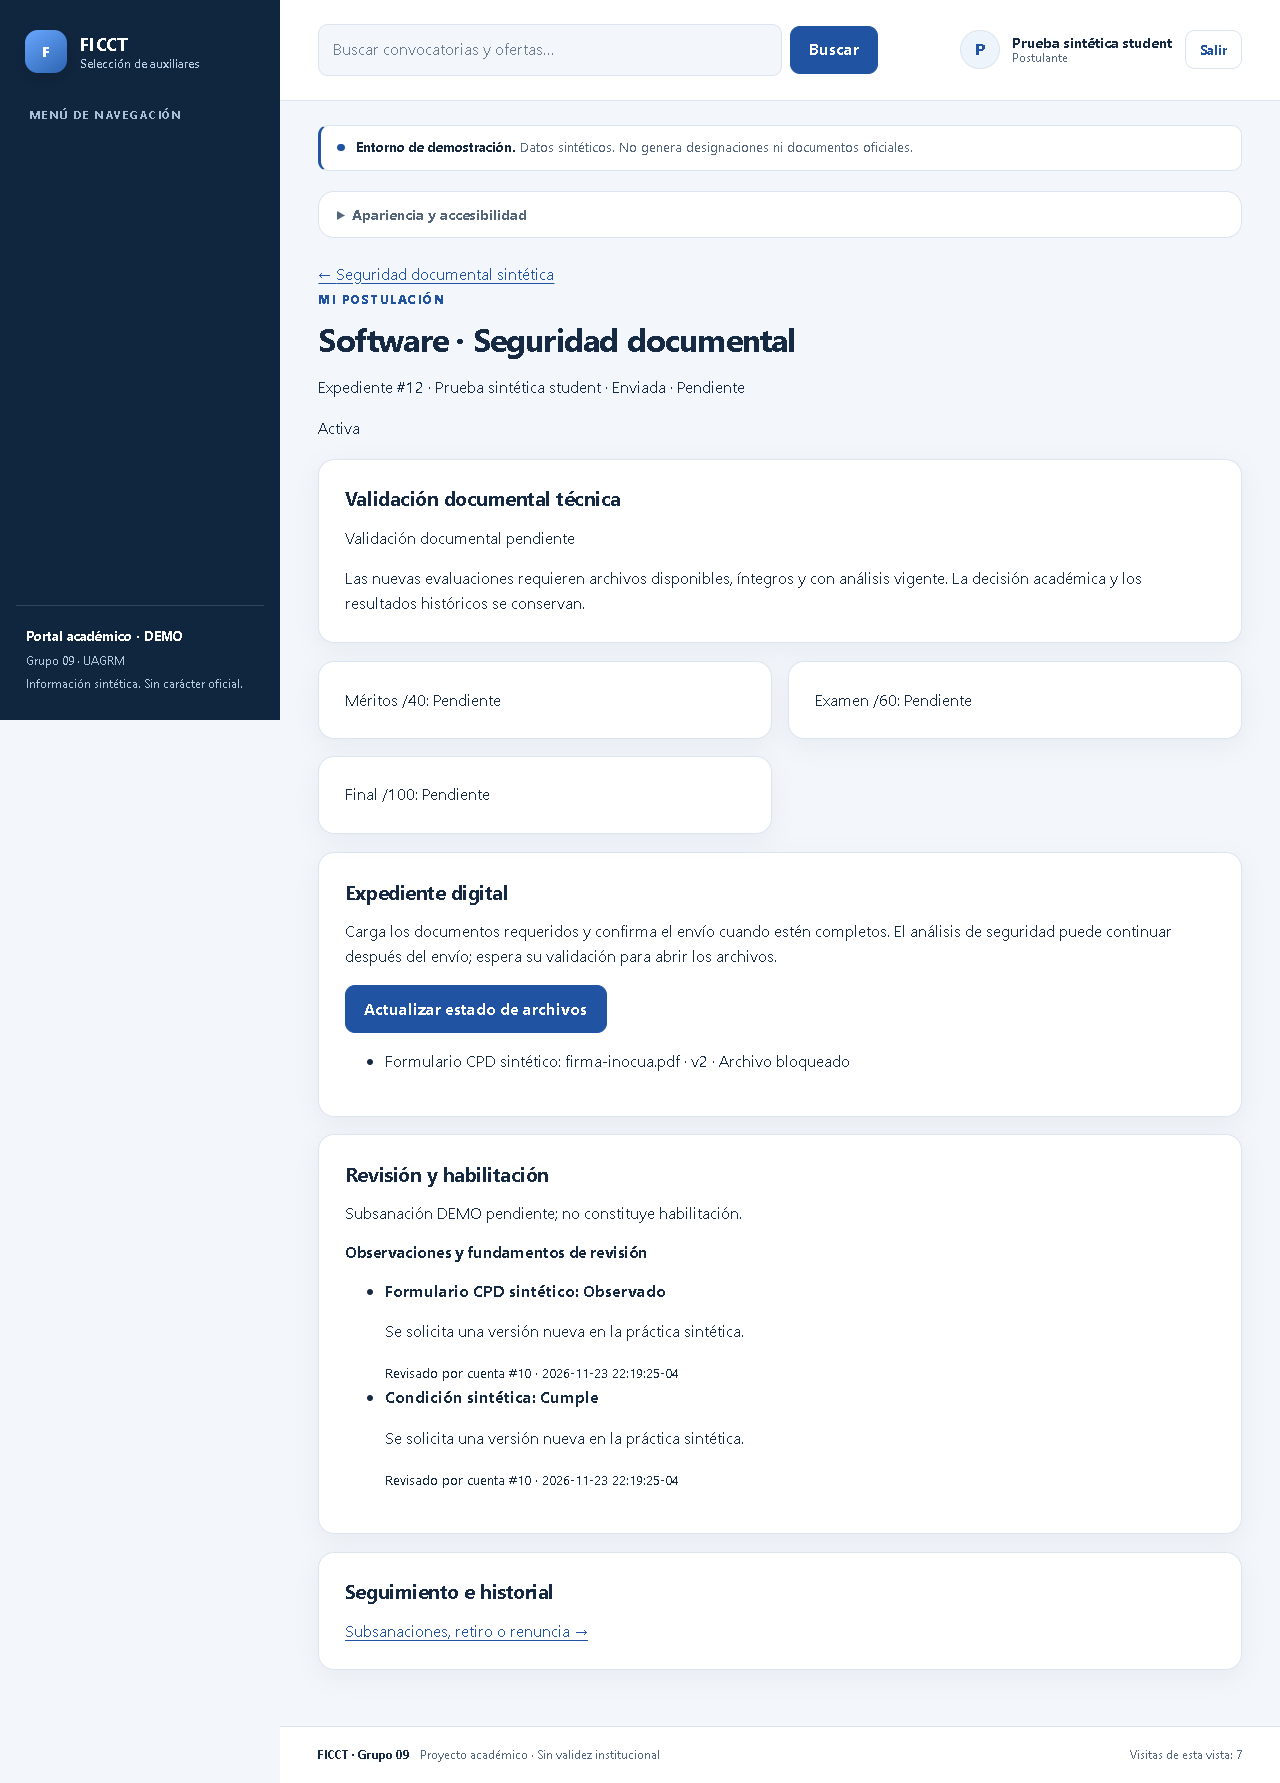 F
FICCT
Selección de auxiliares
MENÚ DE NAVEGACIÓN
Portal académico · DEMO
Grupo 09 · UAGRM
Información sintética. Sin carácter oficial.
Buscar convocatorias y ofertas...
Buscar
P
Prueba sintética student
Postulante
Salir
Entorno de demostración. Datos sintéticos. No genera designaciones ni documentos oficiales.
▶ Apariencia y accesibilidad
← Seguridad documental sintética
MI POSTULACIÓN
Software · Seguridad documental
Expediente #12 · Prueba sintética student · Enviada · Pendiente
Activa
Validación documental técnica
Validación documental pendiente
Las nuevas evaluaciones requieren archivos disponibles, íntegros y con análisis vigente. La decisión académica y los
resultados históricos se conservan.
Méritos /40: Pendiente
Examen /60: Pendiente
Final /100: Pendiente
Expediente digital
Carga los documentos requeridos y confirma el envío cuando estén completos. El análisis de seguridad puede continuar
después del envío; espera su validación para abrir los archivos.
Actualizar estado de archivos
• Formulario CPD sintético: firma-inocua.pdf · v2 · Archivo bloqueado
Revisión y habilitación
Subsanación DEMO pendiente; no constituye habilitación.
Observaciones y fundamentos de revisión
• Formulario CPD sintético: Observado
Se solicita una versión nueva en la práctica sintética.
Revisado por cuenta #10 · 2026-11-23 22:19:25-04
• Condición sintética: Cumple
Se solicita una versión nueva en la práctica sintética.
Revisado por cuenta #10 · 2026-11-23 22:19:25-04
Seguimiento e historial
Subsanaciones, retiro o renuncia →
FICCT · Grupo 09 Proyecto académico · Sin validez institucional
Visitas de esta vista: 7